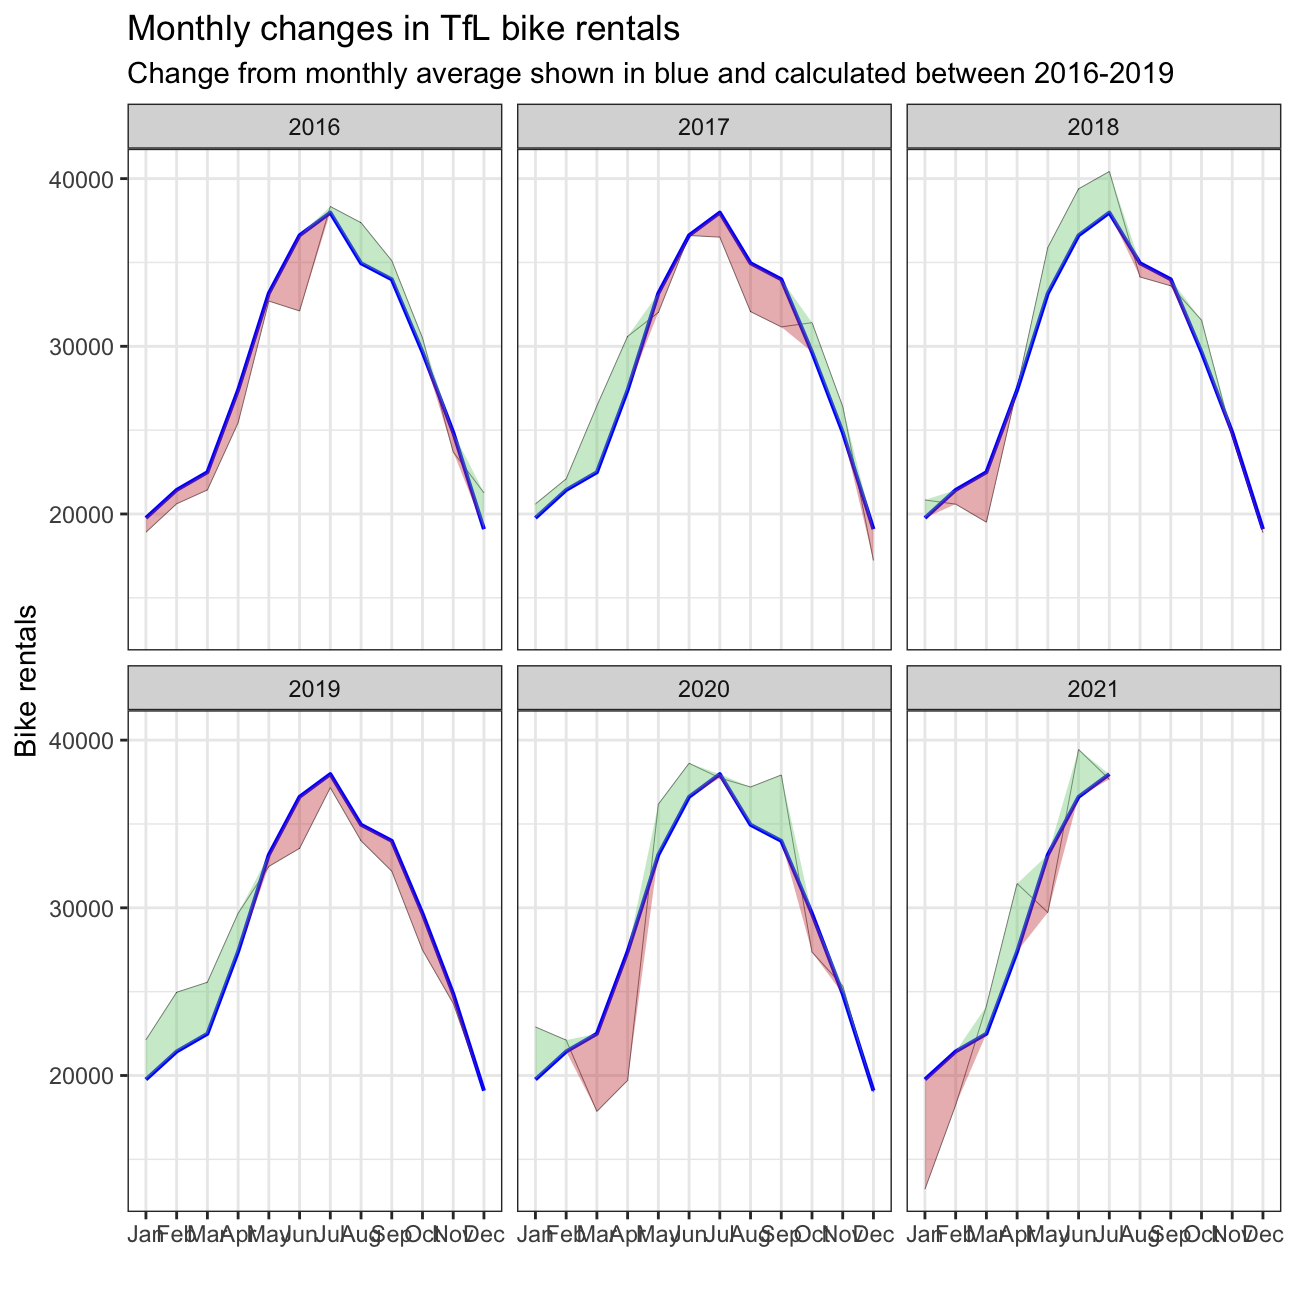 Monthly changes in TfL bike rentals
Change from monthly average shown in blue and calculated between 2016-2019
2016
2017
2018
40000
30000
20000
Bike rentals
2019
2020
2021
40000
30000
20000
Jan Feb Mar Apr May Jun Jul Aug Sep Oct Nov Dec
Jan Feb Mar Apr May Jun Jul Aug Sep Oct Nov Dec
Jan Feb Mar Apr May Jun Jul Aug Sep Oct Nov Dec